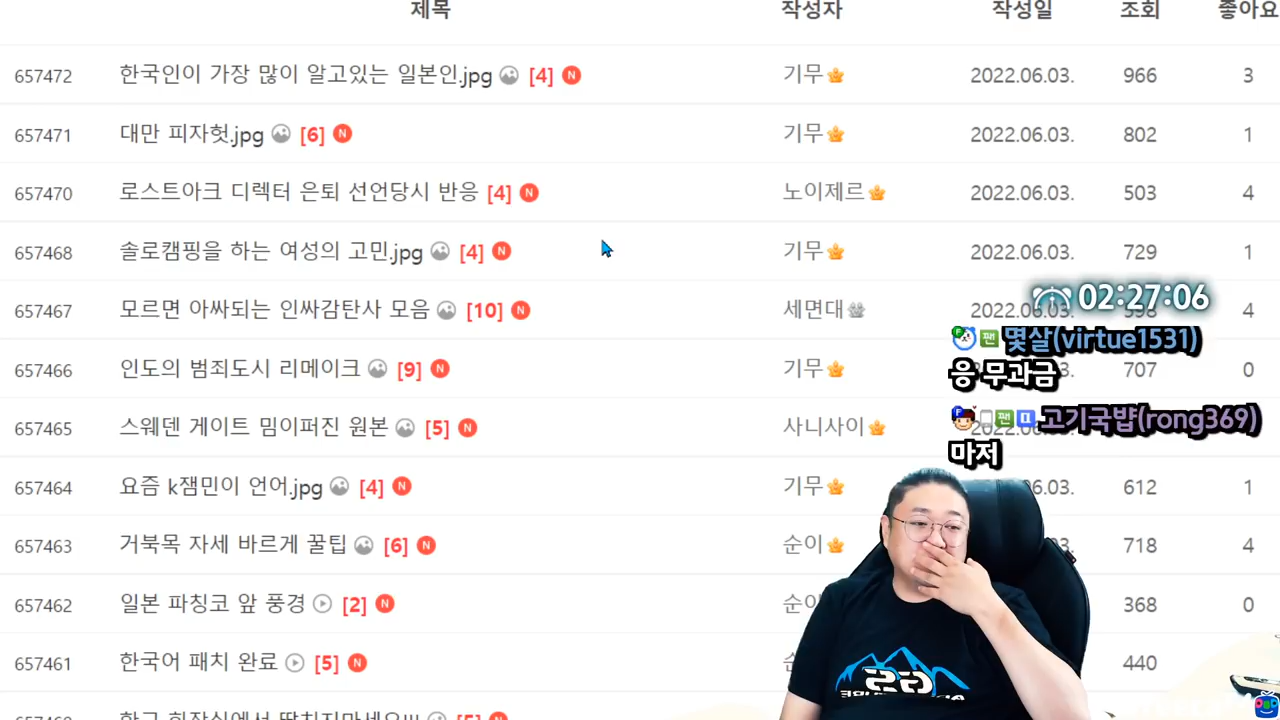 제목 작성자 작성일 조회 좋아요
657472 한국인이 가장 많이 알고있는 일본인.jpg [4] N 기무 2022.06.03. 966 3
657471 대만 피자헛.jpg [6] N 기무 2022.06.03. 802 1
657470 로스트아크 디렉터 은퇴 선언당시 반응 [4] N 노이제르 2022.06.03. 503 4
657468 솔로캠핑을 하는 여성의 고민.jpg [4] N 기무 2022.06.03. 729 1
02:27:06
657467 모르면 아싸되는 인싸감탄사 모음 [10] N 세면대 2022.06.03. 598 4
짠 몇살(virtue1531)
657466 인도의 범죄도시 리메이크 [9] N 기무 707 0
응 무과금
657465 스웨덴 게이트 밈이퍼진 원본 [5] N 사니사이
짠 고기국뱝(rong369)
마저
657464 요즘 k잼민이 언어.jpg [4] N 기무 06.03. 612 1
657463 거북목 자세 바르게 꿀팁 [6] N 순이 718 4
657462 일본 파칭코 앞 풍경 [2] N 순이 368 0
657461 한국어 패치 완료 [5] N 440